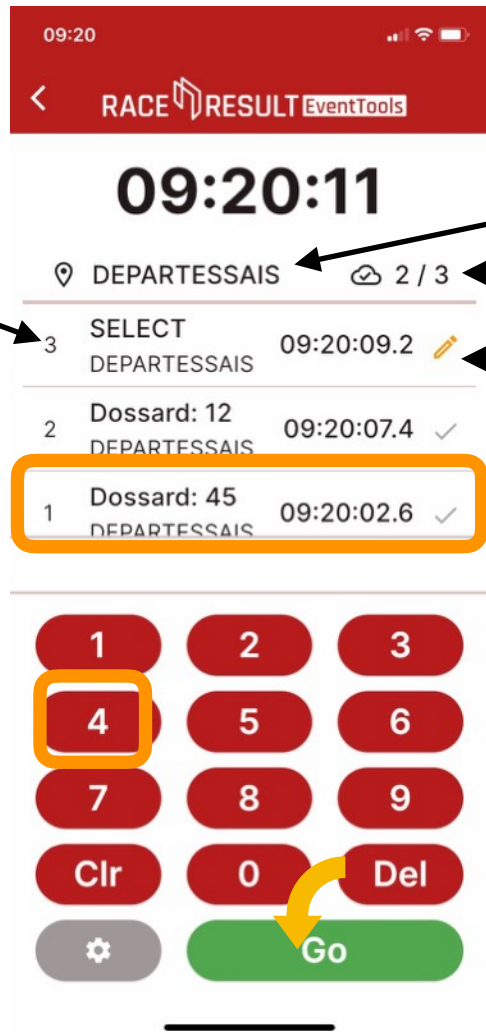 09:20
RACE RESULT EventTools
09:20:11
DEPARTESSAIS 2 / 3
3 SELECT 09:20:09.2
DEPARTESSAIS
2 Dossard: 12 09:20:07.4
DEPARTESSAIS
1 Dossard: 45 09:20:02.6
DEPARTESSAIS
1 2 3
4 5 6
7 8 9
Clr 0 Del
Go